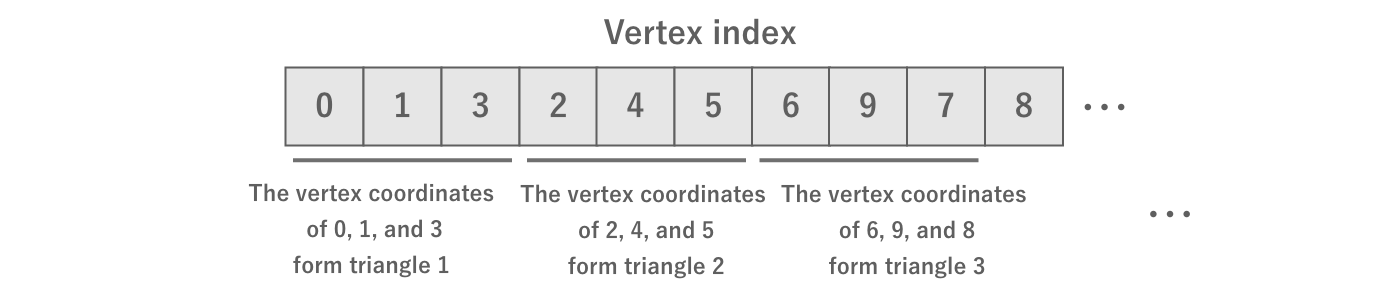 Vertex index
0 1 3 2 4 5 6 9 7 8 ...
The vertex coordinates
of 0, 1, and 3
form triangle 1
The vertex coordinates
of 2, 4, and 5
form triangle 2
The vertex coordinates
of 6, 9, and 8
form triangle 3
...